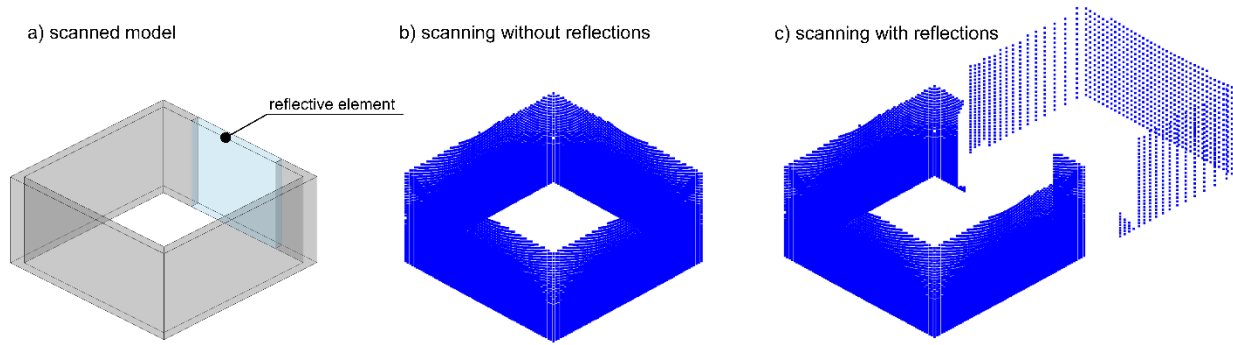 a) scanned model
b) scanning without reflections
c) scanning with reflections
reflective element